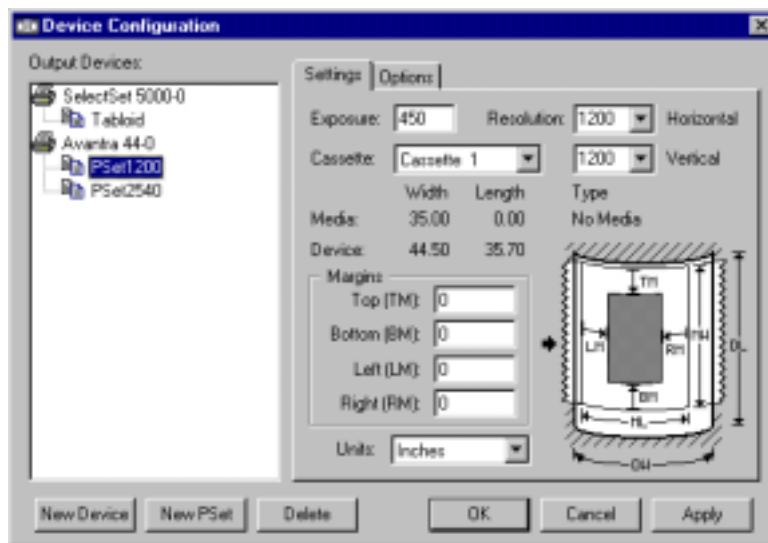 Device Configuration
Output Devices:
SelectSet 5000-0
Tabloid
Avantra 44-0
PSet1200
PSet2540
Settings Options
Exposure: 450 Resolution: 1200 Horizontal
Cassette: Cassette 1 1200 Vertical
Width Length Type
Media: 35.00 0.00 No Media
Device: 44.50 35.70
Margins
Top (TM): 0
Bottom (BM): 0
Left (LM): 0
Right (RM): 0
Units: Inches
TM
LM RM MW DL
BM
ML
DW
New Device New PSet Delete OK Cancel Apply